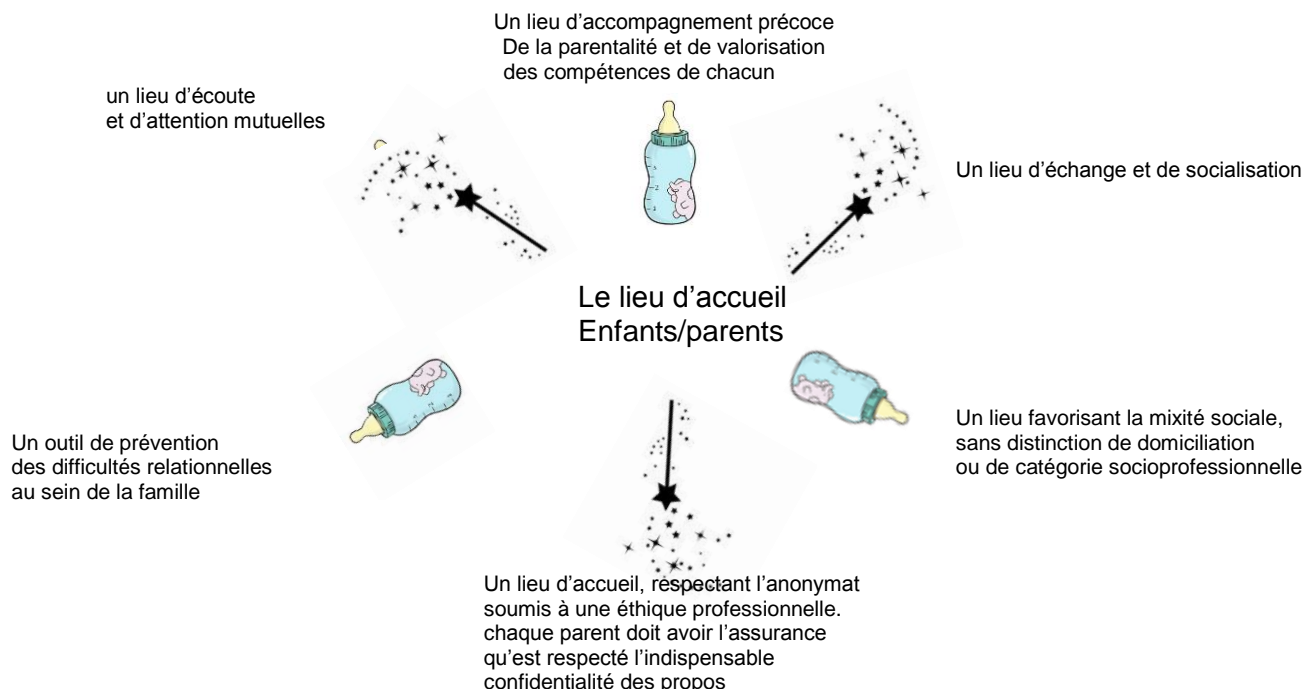 Un lieu d'accompagnement précoce
De la parentalité et de valorisation
des compétences de chacun
un lieu d'écoute
et d'attention mutuelles
Un lieu d'échange et de socialisation
Le lieu d'accueil
Enfants/parents
Un outil de prévention
des difficultés relationnelles
au sein de la famille
Un lieu favorisant la mixité sociale,
sans distinction de domiciliation
ou de catégorie socioprofessionnelle
Un lieu d'accueil, respectant l'anonymat
soumis à une éthique professionnelle.
chaque parent doit avoir l'assurance
qu'est respecté l'indispensable
confidentialité des propos